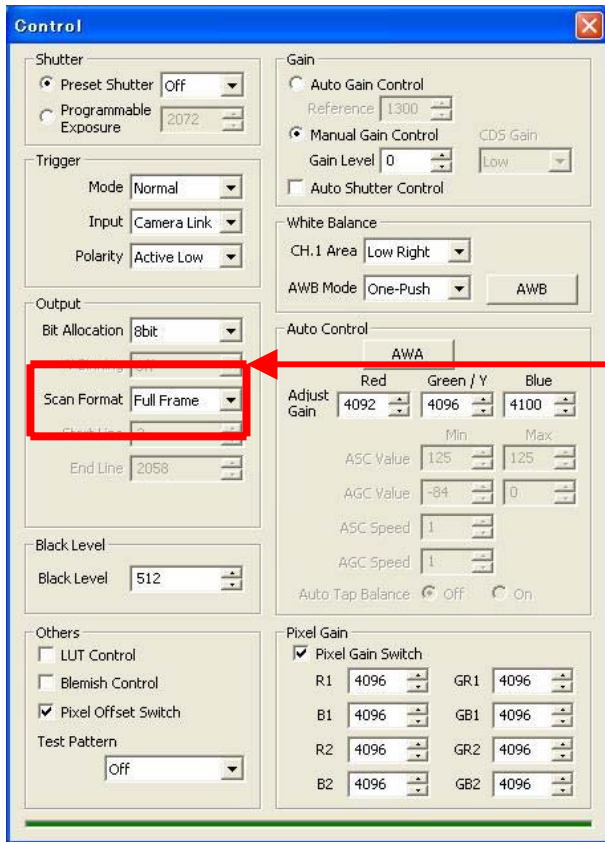 Control
Shutter
Preset Shutter Off
Programmable
Exposure 2072
Trigger
Mode Normal
Input Camera Link
Polarity Active Low
Output
Bit Allocation 8bit
Scan Format Full Frame
End Line 2058
Black Level
Black Level 512
Others
LUT Control
Blemish Control
Pixel Offset Switch
Test Pattern
Off
Gain
Auto Gain Control
Reference 1300
Manual Gain Control CDS Gain
Gain Level 0 Low
Auto Shutter Control
White Balance
CH.1 Area Low Right
AWB Mode One-Push AWB
Auto Control
AWA
Red Green / Y Blue
Adjust
Gain 4092 4096 4100
Min Max
ASC Value 125 125
AGC Value -84 0
ASC Speed 1
AGC Speed 1
Auto Tap Balance Off On
Pixel Gain
Pixel Gain Switch
R1 4096 GR1 4096
B1 4096 GB1 4096
R2 4096 GR2 4096
B2 4096 GB2 4096